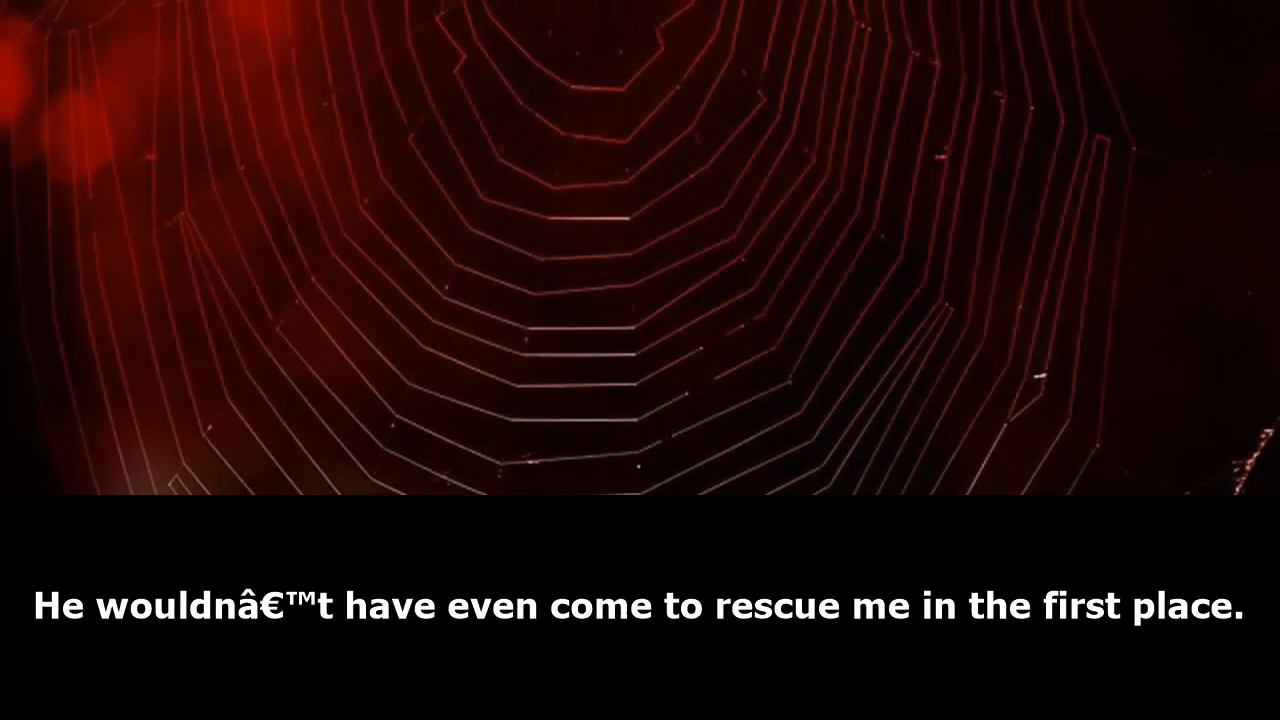 He wouldnâ€™t have even come to rescue me in the first place.